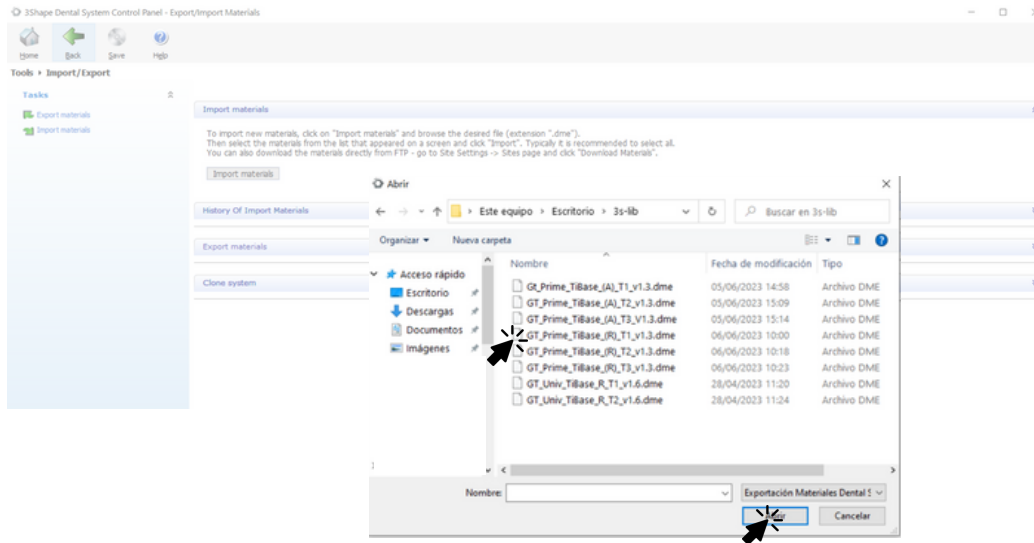 3Shape Dental System Control Panel - Export/Import Materials
Home Back Save Help
Tools > Import/Export
Tasks
Export materials
Import materials
Import materials
To import new materials, click on "Import materials" and browse the desired file (extension ".dme").
Then select the materials from the list that appeared on a screen and click "Import". Typically it is recommended to select all.
You can also download the materials directly from FTP - go to Site Settings -> Sites page and click "Download Materials".
Import materials
History Of Import Materials
Export materials
Clone system
Abrir
Este equipo > Escritorio > 3s-lib
Buscar en 3s-lib
Organizar Nueva carpeta
Acceso rápido
Escritorio
Descargas
Documentos
Imágenes
Nombre Fecha de modificación Tipo
Gt_Prime_TiBase_(A)_T1_v1.3.dme 05/06/2023 14:58 Archivo DME
GT_Prime_TiBase_(A)_T2_v1.3.dme 05/06/2023 15:09 Archivo DME
GT_Prime_TiBase_(A)_T3_V1.3.dme 05/06/2023 15:14 Archivo DME
GT_Prime_TiBase_(R)_T1_v1.3.dme 06/06/2023 10:00 Archivo DME
GT_Prime_TiBase_(R)_T2_v1.3.dme 06/06/2023 10:18 Archivo DME
GT_Prime_TiBase_(R)_T3_v1.3.dme 06/06/2023 10:23 Archivo DME
GT_Univ_TiBase_R_T1_v1.6.dme 28/04/2023 11:20 Archivo DME
GT_Univ_TiBase_R_T2_v1.6.dme 28/04/2023 11:24 Archivo DME
Nombre:
Exportación Materiales Dental
Cancelar